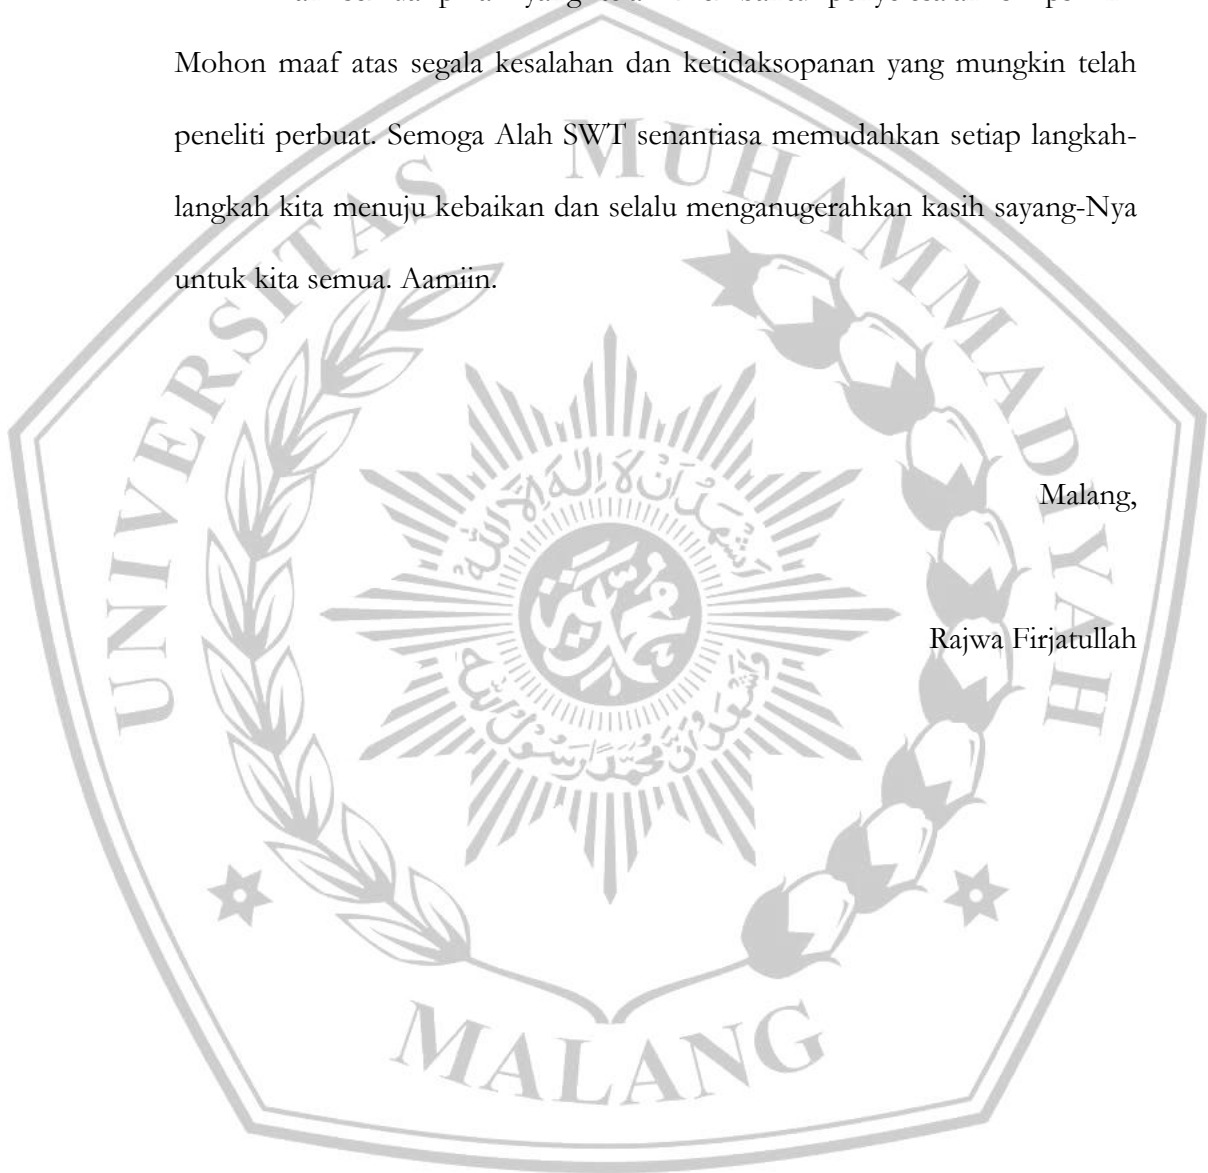 Mohon maaf atas segala kesalahan dan ketidaksopanan yang mungkin telah
peneliti perbuat. Semoga Alah SWT senantiasa memudahkan setiap langkah-
langkah kita menuju kebaikan dan selalu menganugerahkan kasih sayang-Nya
untuk kita semua. Aamiin.
Malang,
Rajwa Firjatullah
UNIVERSITAS MUHAMMADIYAH
MALANG